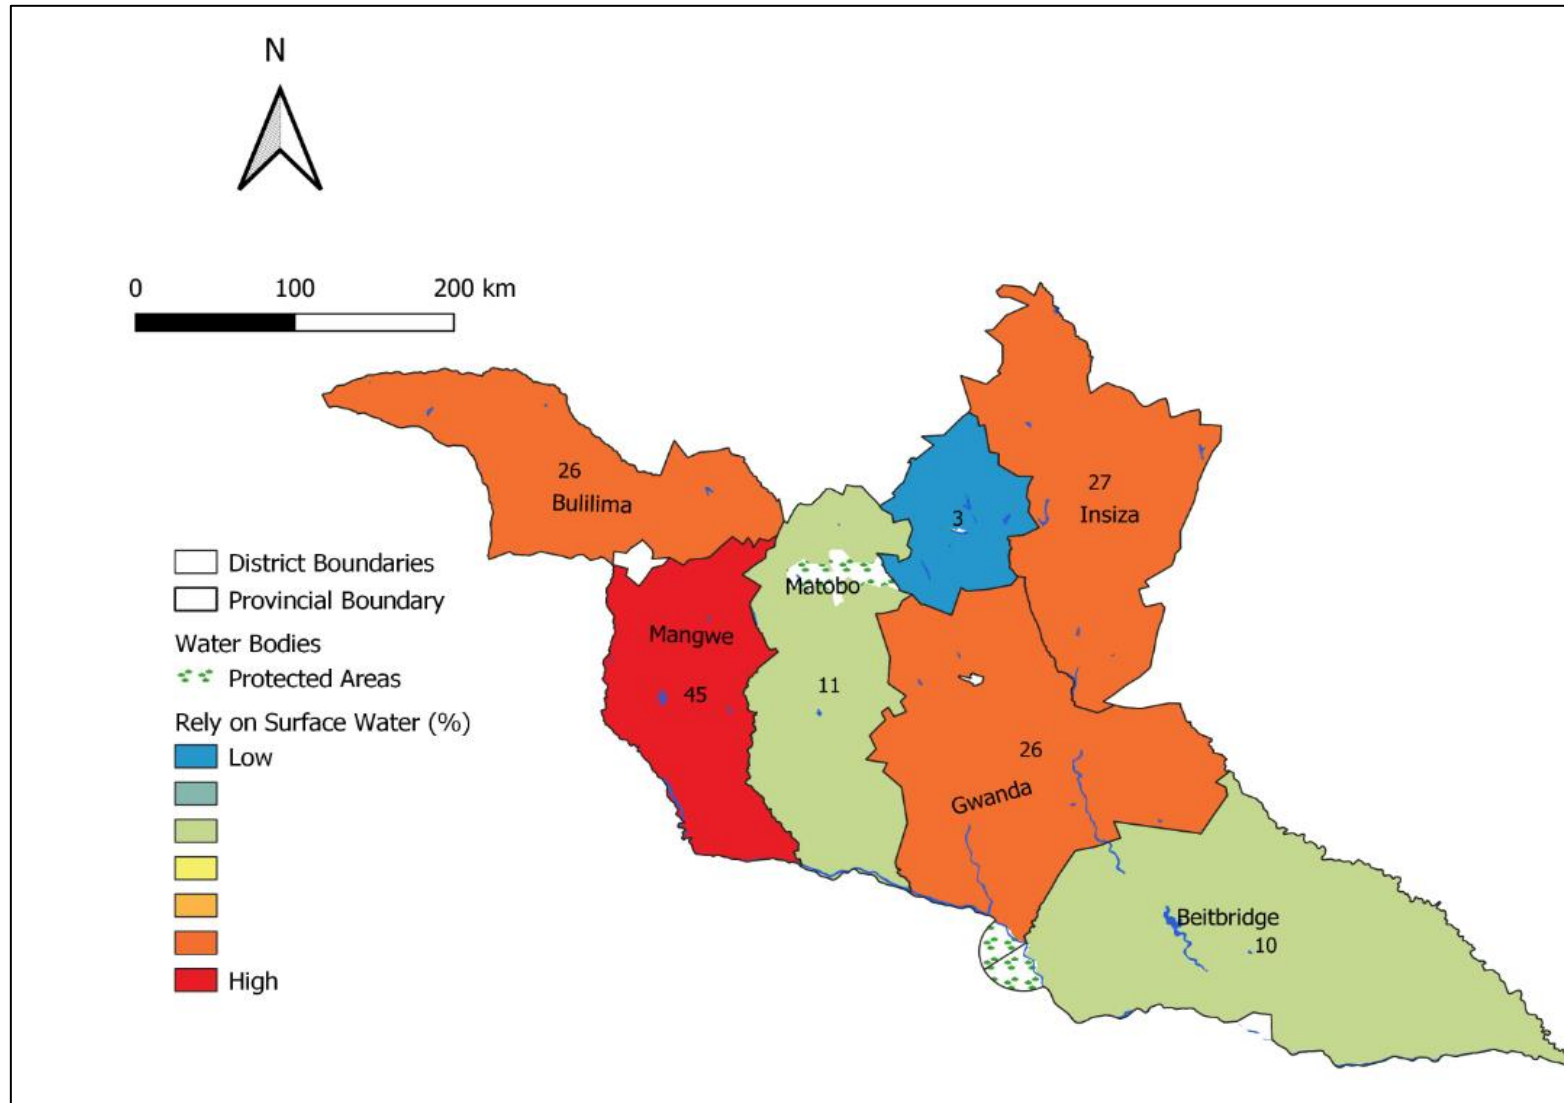 N
0 100 200 km
26
Bulilima
27
Insiza
3
District Boundaries
Provincial Boundary
Water Bodies
Protected Areas
Rely on Surface Water (%)
Low
High
Matobo
11
Mangwe
45
26
Gwanda
Beitbridge
10